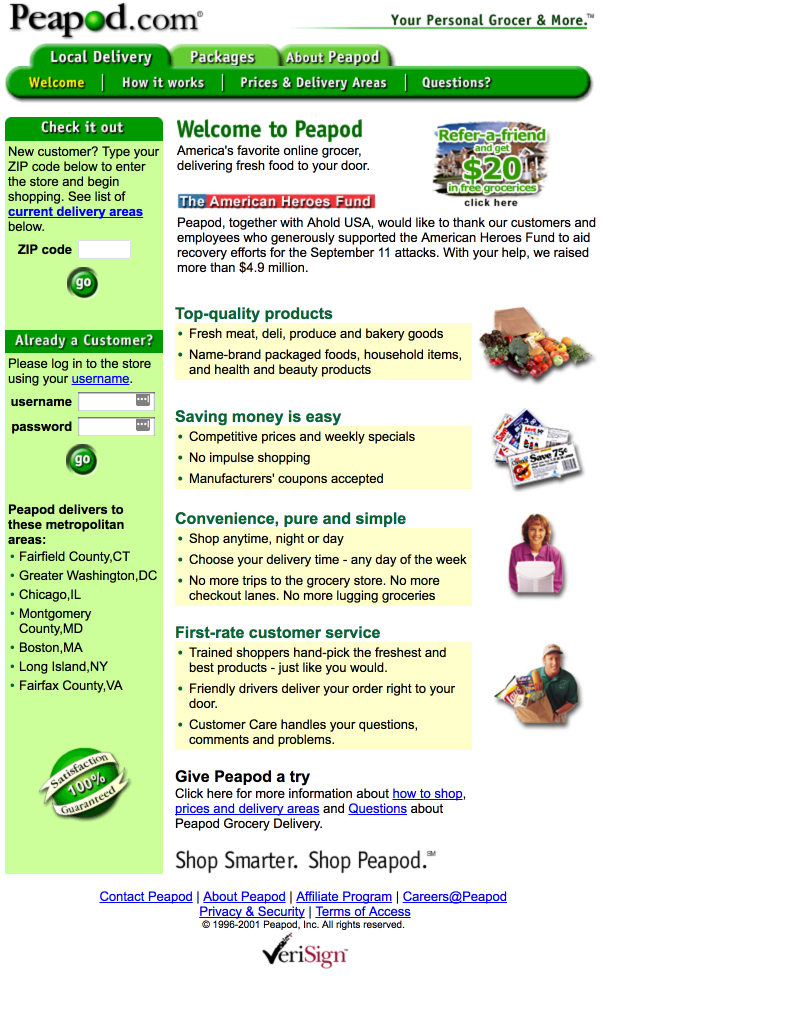 Peapod.com®
Your Personal Grocer & More.™
Local Delivery
Packages
About Peapod
Welcome | How it works | Prices & Delivery Areas | Questions?
Check it out
New customer? Type your
ZIP code below to enter
the store and begin
shopping. See list of
current delivery areas
below.
ZIP code
go
Already a Customer?
Please log in to the store
using your username.
username
password
go
Peapod delivers to
these metropolitan
areas:
• Fairfield County,CT
• Greater Washington,DC
• Chicago,IL
• Montgomery
County,MD
• Boston,MA
• Long Island,NY
• Fairfax County,VA
Satisfaction
100%
Guaranteed
Welcome to Peapod
America's favorite online grocer,
delivering fresh food to your door.
Refer-a-friend
and get
$20
in free grocerices
click here
The American Heroes Fund
Peapod, together with Ahold USA, would like to thank our customers and
employees who generously supported the American Heroes Fund to aid
recovery efforts for the September 11 attacks. With your help, we raised
more than $4.9 million.
Top-quality products
• Fresh meat, deli, produce and bakery goods
• Name-brand packaged foods, household items,
and health and beauty products
Saving money is easy
• Competitive prices and weekly specials
• No impulse shopping
• Manufacturers' coupons accepted
Save 75¢
Convenience, pure and simple
• Shop anytime, night or day
• Choose your delivery time - any day of the week
• No more trips to the grocery store. No more
checkout lanes. No more lugging groceries
First-rate customer service
• Trained shoppers hand-pick the freshest and
best products - just like you would.
• Friendly drivers deliver your order right to your
door.
• Customer Care handles your questions,
comments and problems.
Give Peapod a try
Click here for more information about how to shop,
prices and delivery areas and Questions about
Peapod Grocery Delivery.
Shop Smarter. Shop Peapod.℠
Contact Peapod | About Peapod | Affiliate Program | Careers@Peapod
Privacy & Security | Terms of Access
© 1996-2001 Peapod, Inc. All rights reserved.
VeriSign™